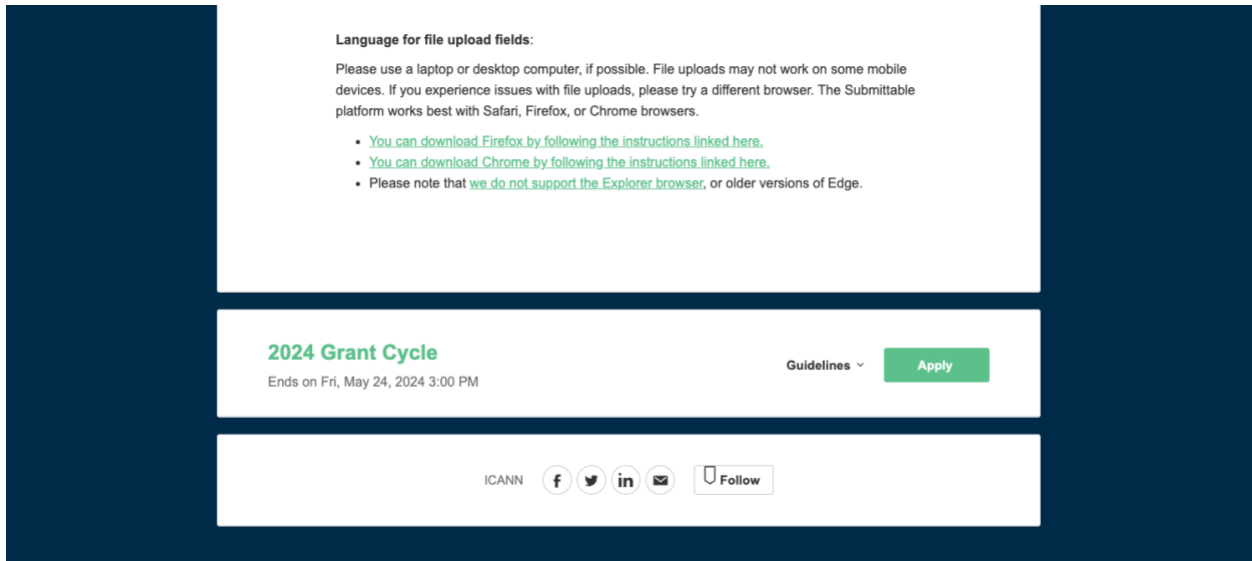 Language for file upload fields:
Please use a laptop or desktop computer, if possible. File uploads may not work on some mobile
devices. If you experience issues with file uploads, please try a different browser. The Submittable
platform works best with Safari, Firefox, or Chrome browsers.
• You can download Firefox by following the instructions linked here.
• You can download Chrome by following the instructions linked here.
• Please note that we do not support the Explorer browser, or older versions of Edge.
2024 Grant Cycle
Ends on Fri, May 24, 2024 3:00 PM
Guidelines
Apply
ICANN
Follow